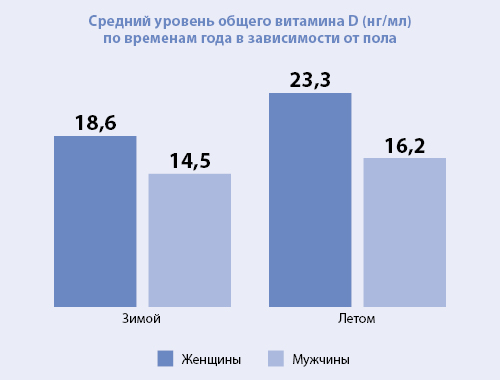 Средний уровень общего витамина D (нг/мл)
по временам года в зависимости от пола
18,6
14,5
23,3
16,2
Зимой
Летом
Женщины
Мужчины